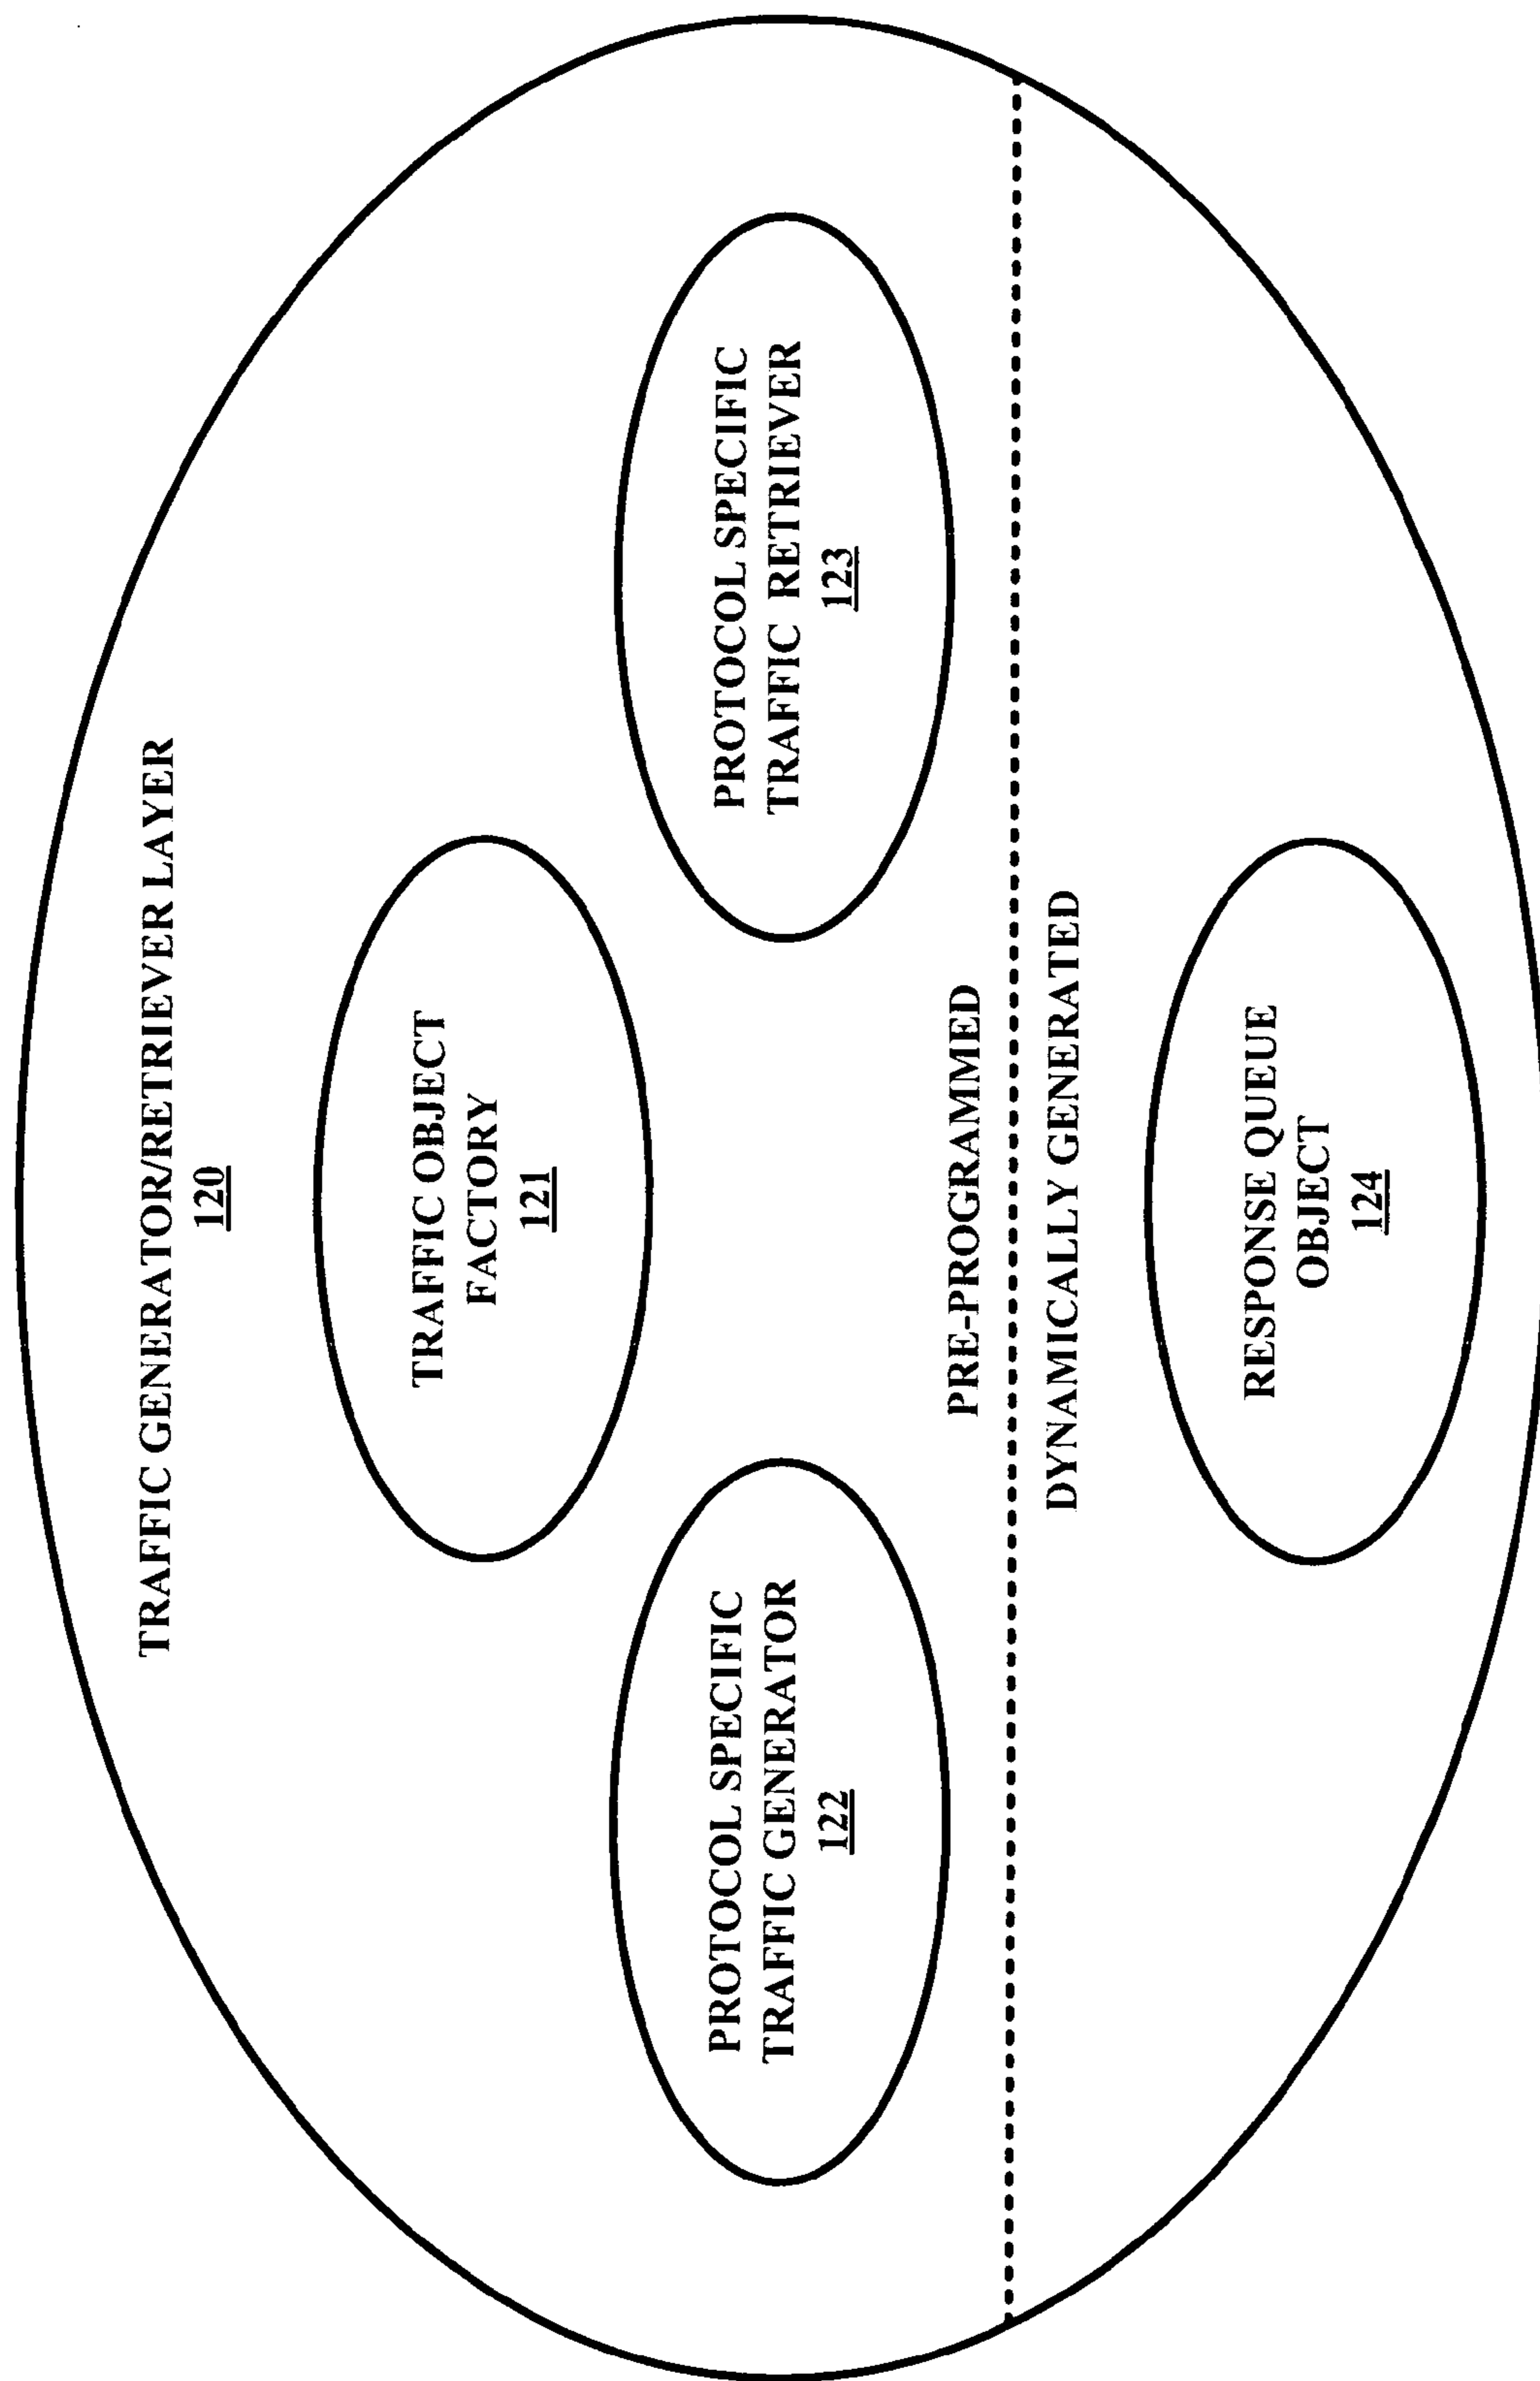 TRAFFIC GENERATOR/RETRIEVER LAYER
120
TRAFFIC OBJECT
FACTORY
121
PROTOCOL SPECIFIC
TRAFFIC GENERATOR
122
PROTOCOL SPECIFIC
TRAFFIC RETRIEVER
123
PRE-PROGRAMMED
DYNAMICALLY GENERATED
RESPONSE QUEUE
OBJECT
124